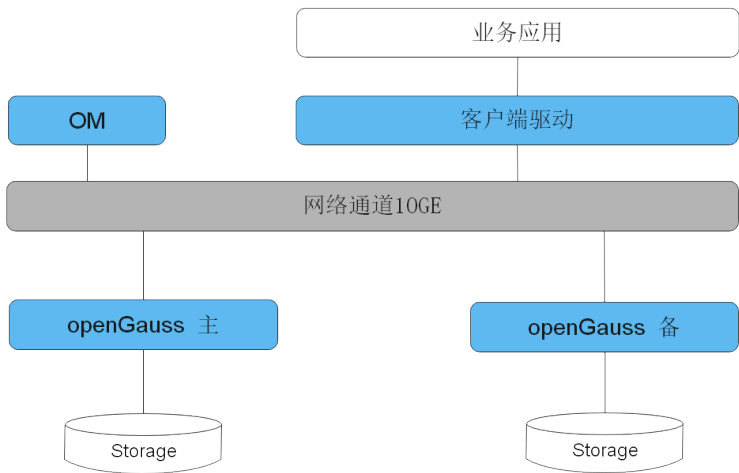 业务应用
OM
客户端驱动
网络通道10GE
openGauss 主
openGauss 备
Storage
Storage